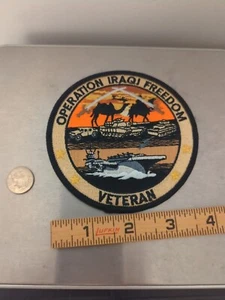 OPERATION IRAQI FREEDOM
VETERAN
1 2 3 4